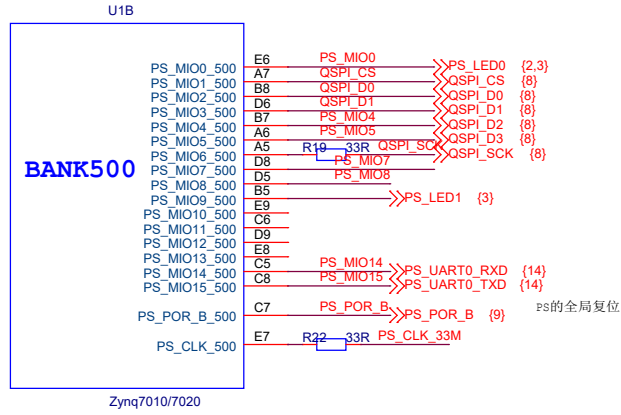 U1B
PS_MIO0_500 E6 PS_MIO0 PS_LED0 {2,3}
PS_MIO1_500 A7 QSPI_CS QSPI_CS {8}
PS_MIO2_500 B8 QSPI_D0 QSPI_D0 {8}
PS_MIO3_500 D6 QSPI_D1 QSPI_D1 {8}
PS_MIO4_500 B7 PS_MIO4 QSPI_D2 {8}
PS_MIO5_500 A6 PS_MIO5 QSPI_D3 {8}
PS_MIO6_500 A5 R19 33R QSPI_SCK QSPI_SCK {8}
BANK500
PS_MIO7_500 D8 PS_MIO7
PS_MIO8_500 D5 PS_MIO8
PS_MIO9_500 B5 PS_LED1 {3}
PS_MIO10_500 E9
PS_MIO11_500 C6
PS_MIO12_500 D9
PS_MIO13_500 E8
PS_MIO14_500 C5 PS_MIO14 PS_UART0_RXD {14}
PS_MIO15_500 C8 PS_MIO15 PS_UART0_TXD {14}
PS_POR_B_500 C7 PS_POR_B PS_POR_B {9} PS的全局复位
PS_CLK_500 E7 R22 33R PS_CLK_33M
Zynq7010/7020